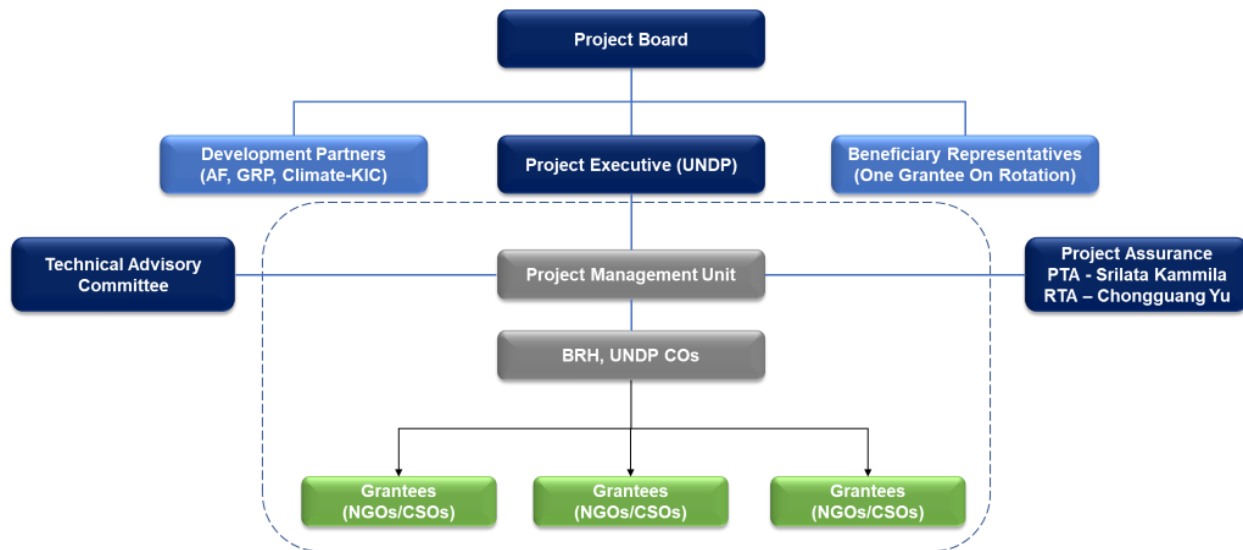 Project Board
Development Partners
(AF, GRP, Climate-KIC)
Project Executive (UNDP)
Beneficiary Representatives
(One Grantee On Rotation)
Technical Advisory
Committee
Project Management Unit
Project Assurance
PTA - Srilata Kammila
RTA – Chongguang Yu
BRH, UNDP COs
Grantees
(NGOs/CSOs)
Grantees
(NGOs/CSOs)
Grantees
(NGOs/CSOs)